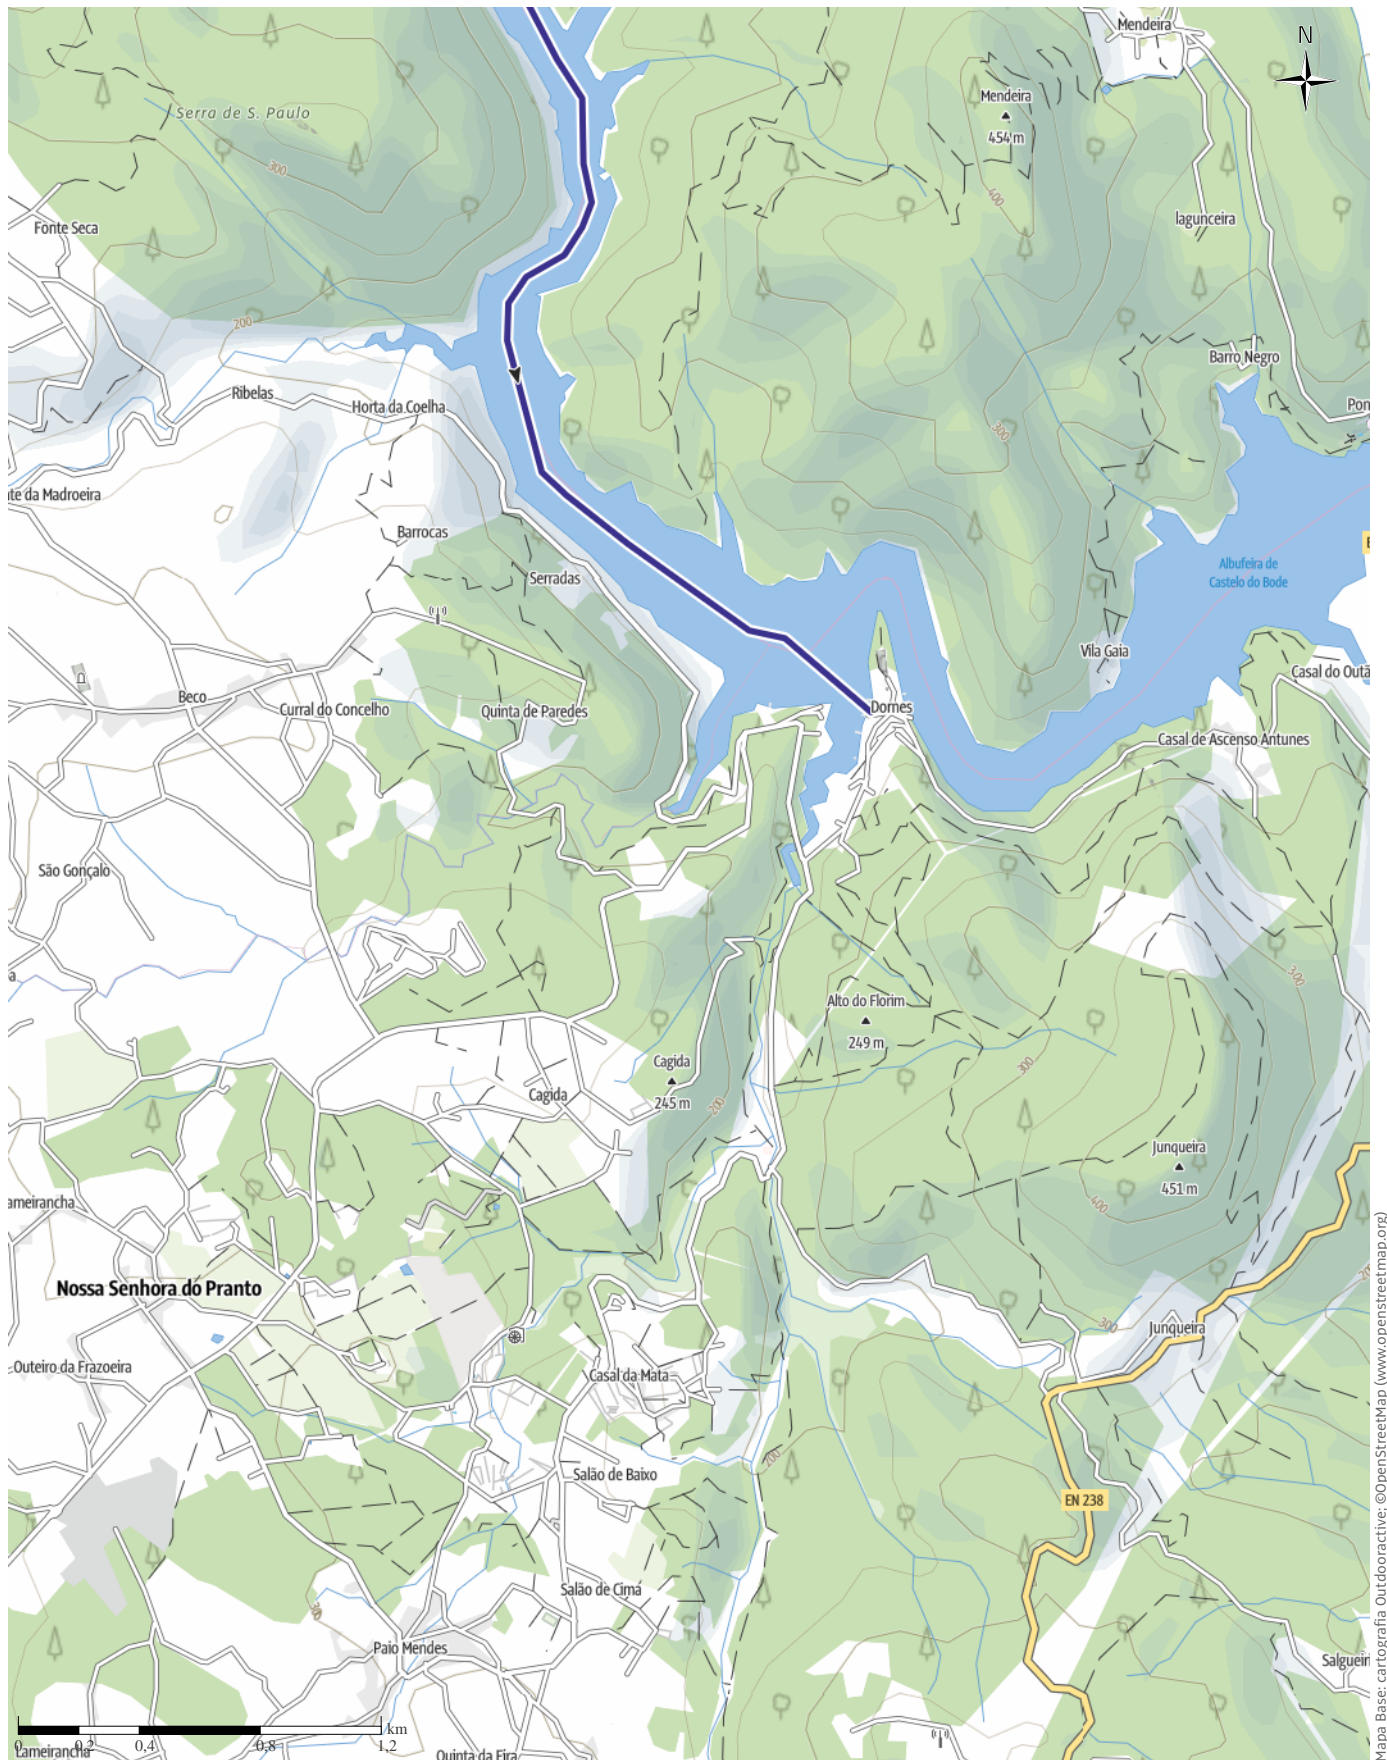 Mendeira
N
Mendeira
454 m
Serra de S. Paulo
300
400
Fonte Seca
lagunceira
200
Barro Negro
Ribelas
Horta da Coelha
Pon
300
te da Madroeira
Barrocas
Albufeira de
Castelo do Bode
E
Serradas
Vila Gaia
Casal do Outã
Beco
Curral do Concelho
Quinta de Paredes
Dornes
Casal de Ascenso Antunes
São Gonçalo
a
300
Alto do Florim
249 m
Cagida
245 m
Cagida
200
300
Junqueira
451 m
400
ameirancha
Nossa Senhora do Pranto
200
300
Junqueira
Outeiro da Frazoeira
Casal da Mata
200
Salão de Baixo
EN 238
Salão de Cima
Paio Mendes
Salgueir
km
0
0,2
0,4
0,8
1,2
Lameirancha
Quinta da Eira
Mapa Base: cartografia Outdooractive; ©OpenStreetMap (www.openstreetmap.org)